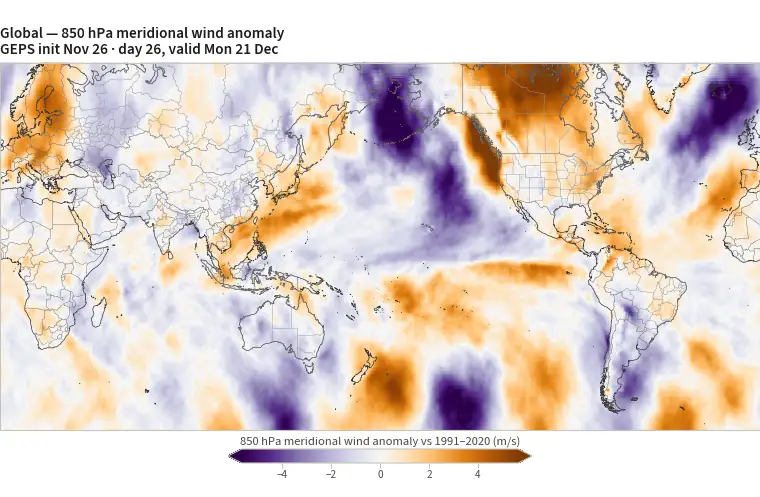 Global — 850 hPa meridional wind anomaly
GEPS init Nov 26 · day 26, valid Mon 21 Dec
850 hPa meridional wind anomaly vs 1991–2020 (m/s)
−4 −2 0 2 4